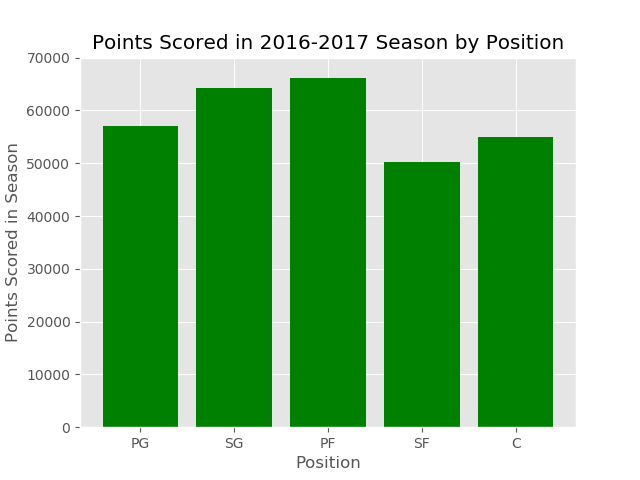 Points Scored in 2016-2017 Season by Position
70000
60000
50000
40000
30000
20000
10000
0
Points Scored in Season
PG SG PF SF C
Position